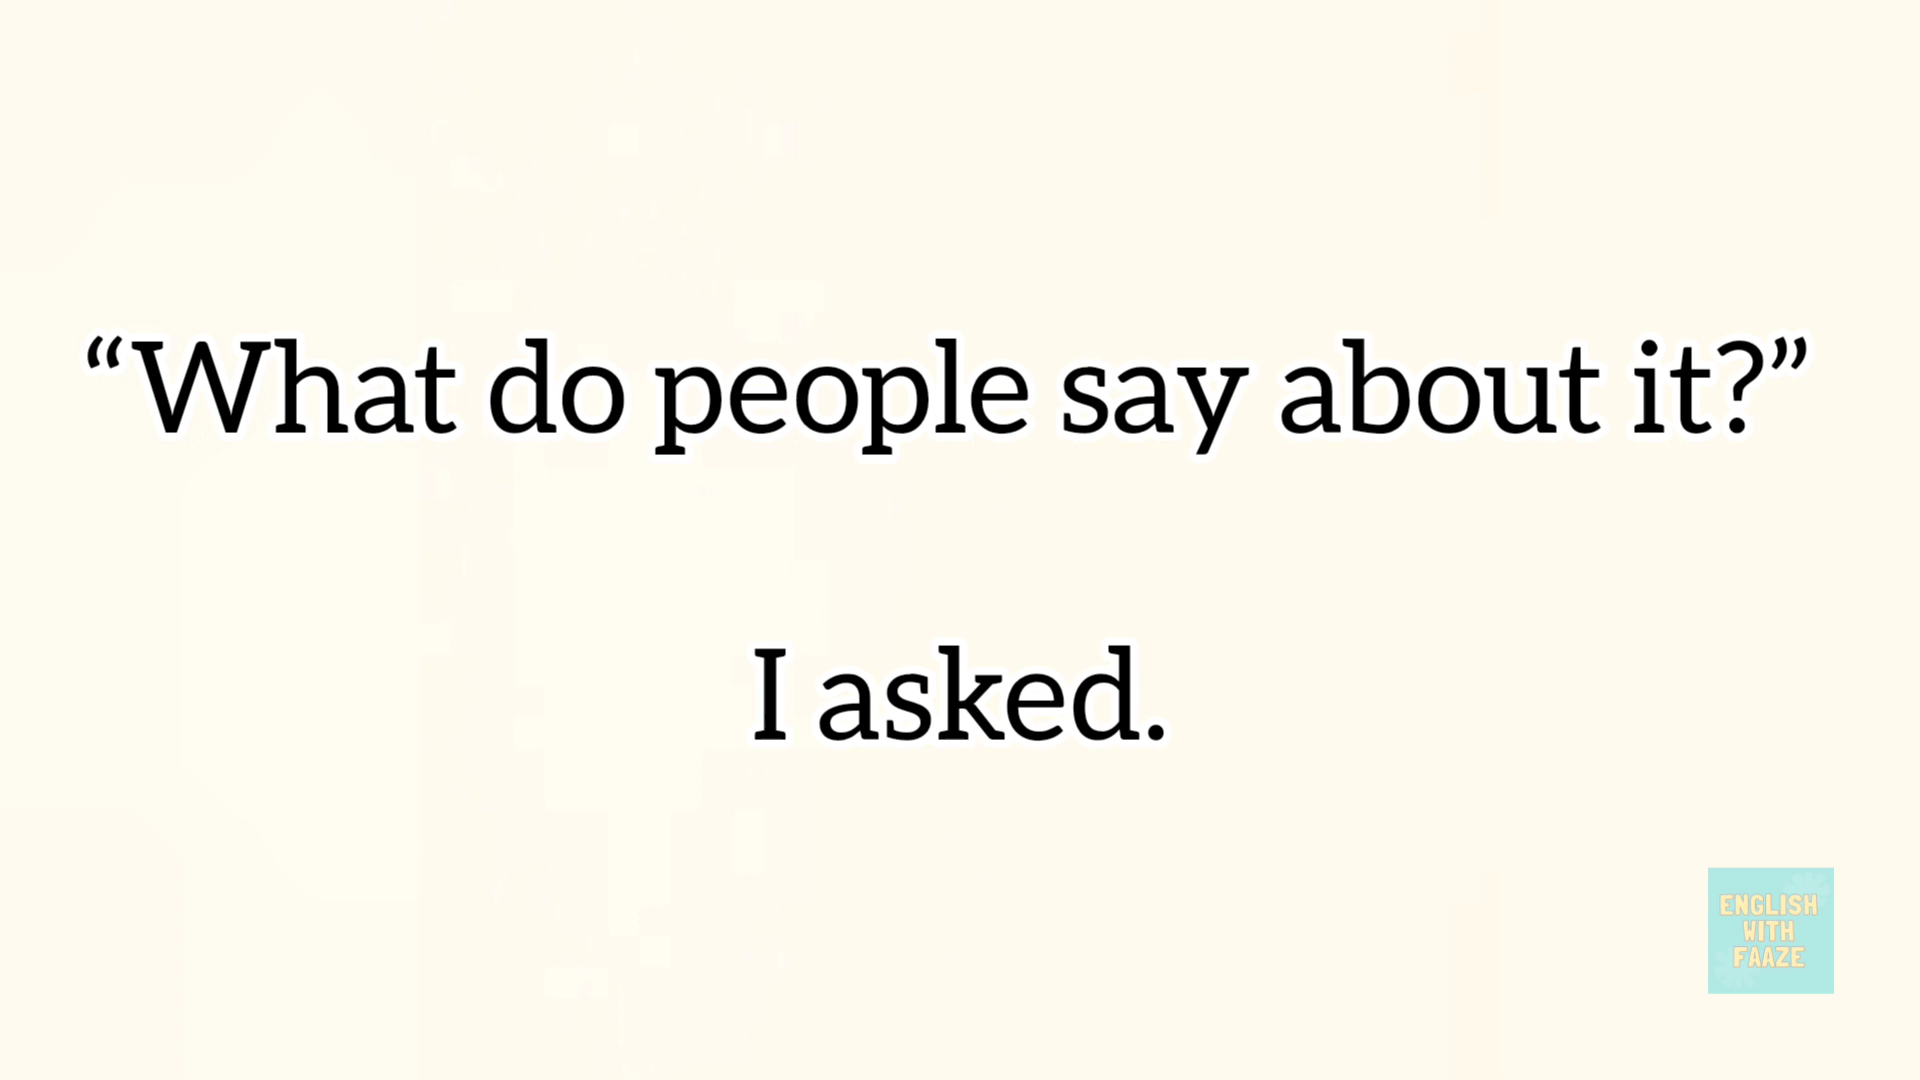 “What do people say about it?”
I asked.
ENGLISH
WITH
FAAZE